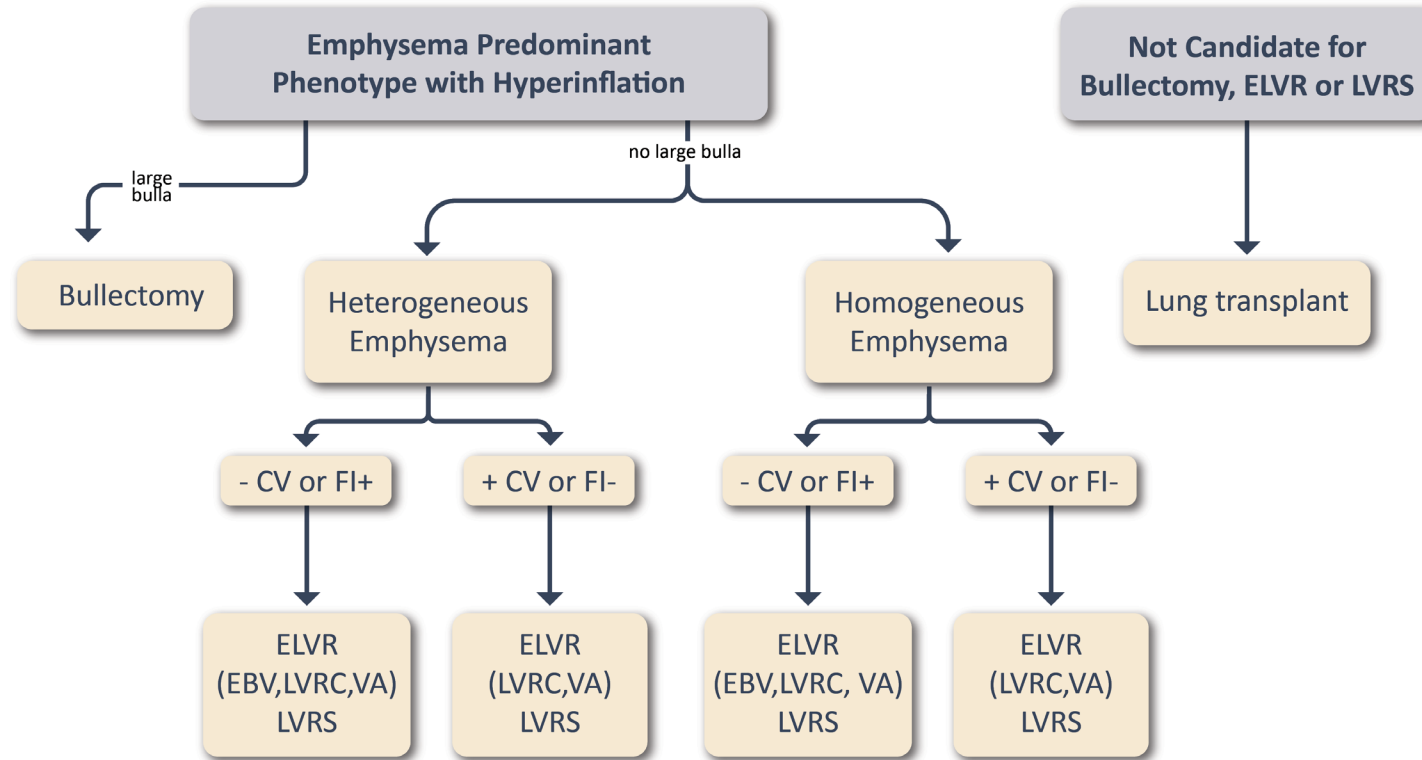 Emphysema Predominant
Phenotype with Hyperinflation
Not Candidate for
Bullectomy, ELVR or LVRS
no large bulla
large
bulla
Bullectomy
Heterogeneous
Emphysema
Homogeneous
Emphysema
Lung transplant
- CV or FI+
+ CV or FI-
- CV or FI+
+ CV or FI-
ELVR
(EBV,LVRC,VA)
LVRS
ELVR
(LVRC,VA)
LVRS
ELVR
(EBV,LVRC, VA)
LVRS
ELVR
(LVRC,VA)
LVRS